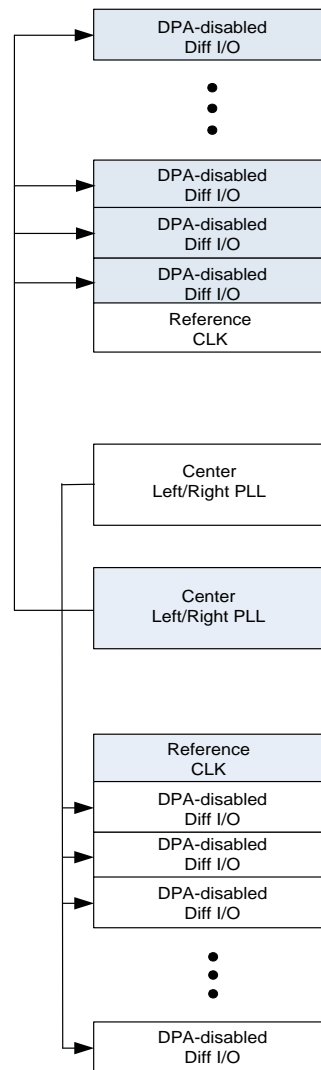 DPA-disabled
Diff I/O
DPA-disabled
Diff I/O
DPA-disabled
Diff I/O
DPA-disabled
Diff I/O
Reference
CLK
Center
Left/Right PLL
Center
Left/Right PLL
Reference
CLK
DPA-disabled
Diff I/O
DPA-disabled
Diff I/O
DPA-disabled
Diff I/O
DPA-disabled
Diff I/O